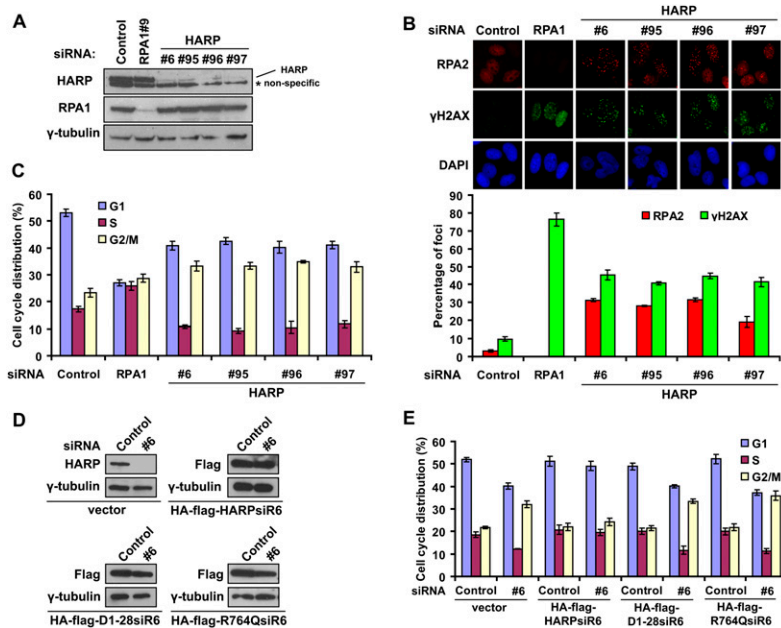 A
siRNA:
Control
RPA1#9
HARP
#6 #95 #96 #97
HARP
HARP
* non-specific
RPA1
γ-tubulin
B
HARP
siRNA Control RPA1 #6 #95 #96 #97
RPA2
γH2AX
DAPI
Percentage of foci
90
80
70
60
50
40
30
20
10
0
RPA2 γH2AX
siRNA Control RPA1 #6 #95 #96 #97
HARP
C
Cell cycle distribution (%)
60
50
40
30
20
10
0
G1
S
G2/M
siRNA Control RPA1 #6 #95 #96 #97
HARP
D
siRNA Control #6
HARP
γ-tubulin
vector
Control #6
Flag
γ-tubulin
HA-flag-HARPsiR6
Control #6
Flag
γ-tubulin
HA-flag-D1-28siR6
Control #6
Flag
γ-tubulin
HA-flag-R764QsiR6
E
Cell cycle distribution (%)
60
50
40
30
20
10
0
G1
S
G2/M
siRNA Control #6 Control #6 Control #6 Control #6
vector
HA-flag-HARPsiR6
HA-flag-D1-28siR6
HA-flag-R764QsiR6